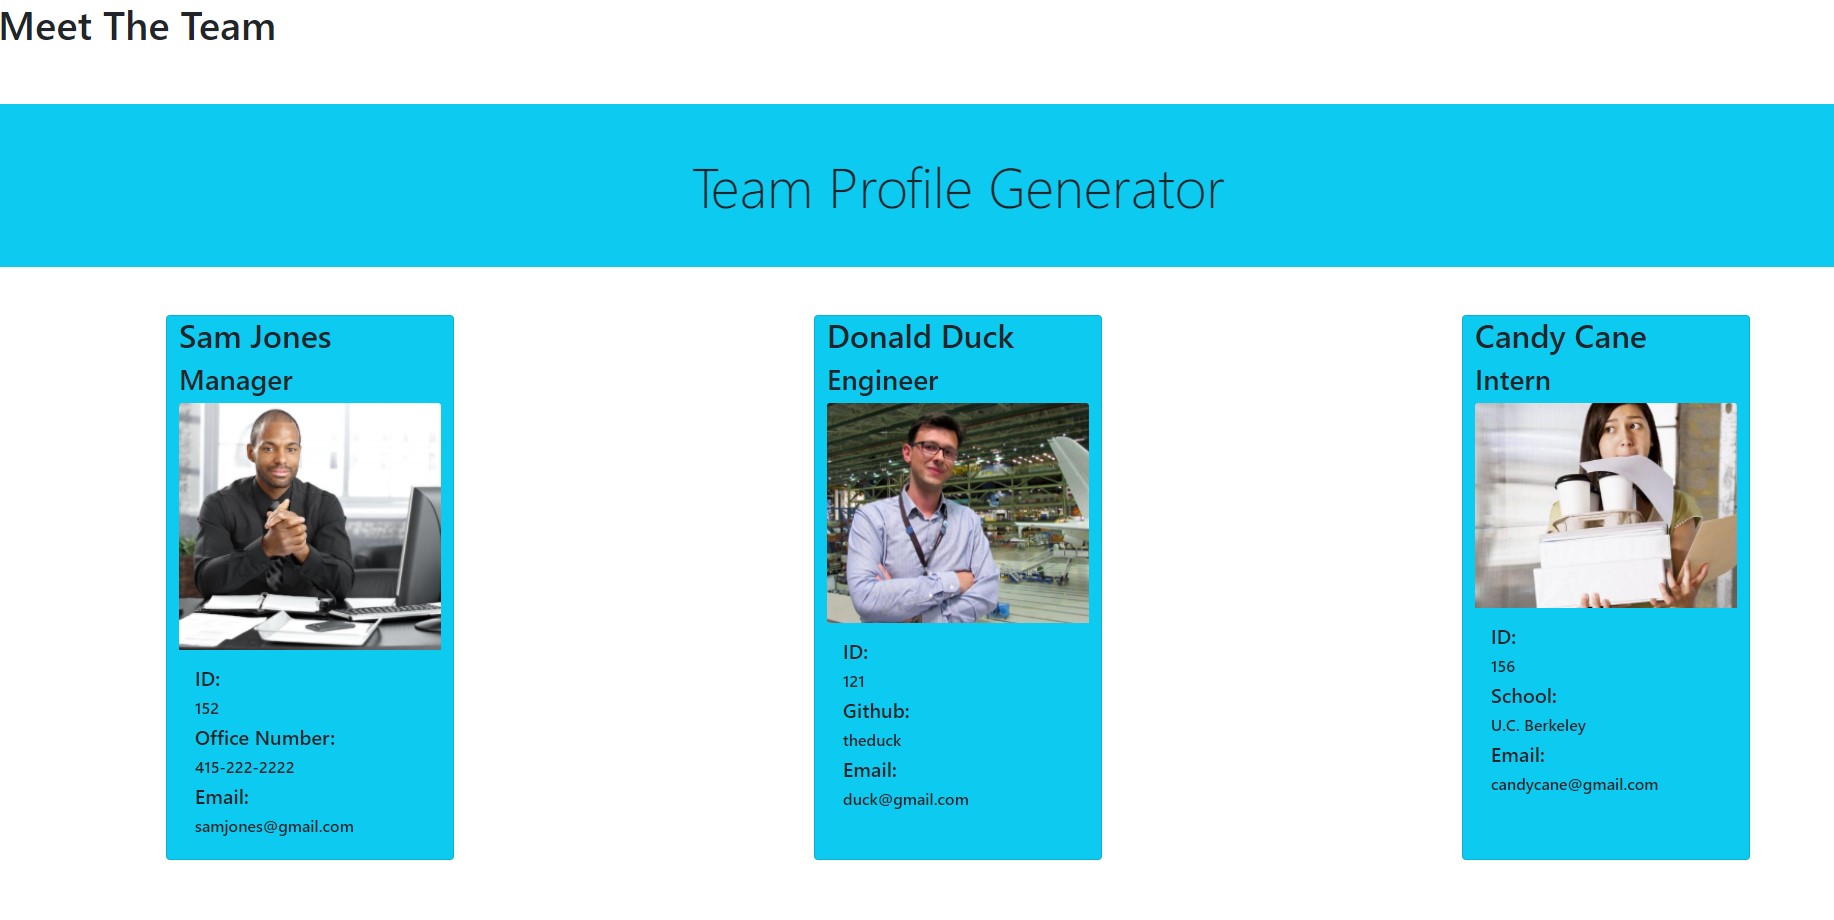 Meet The Team
Team Profile Generator
Sam Jones
Manager
ID:
152
Office Number:
415-222-2222
Email:
samjones@gmail.com
Donald Duck
Engineer
ID:
121
Github:
theduck
Email:
duck@gmail.com
Candy Cane
Intern
ID:
156
School:
U.C. Berkeley
Email:
candycane@gmail.com